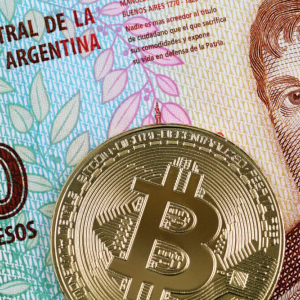 TRAL DE LA
ARGENTINA
BUENOS AIRES 1770 -
Nadie es mas acreedor al titulo
de ciudadano que el que sacrifica
sus comodidades y expone
su vida en defensa de la Patria.
0
ESOS